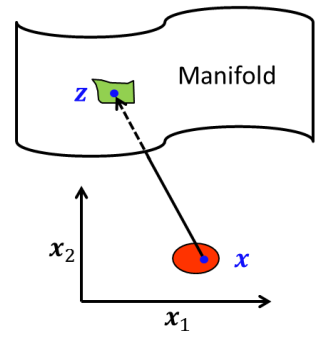 Manifold
z
x₂
x
x₁